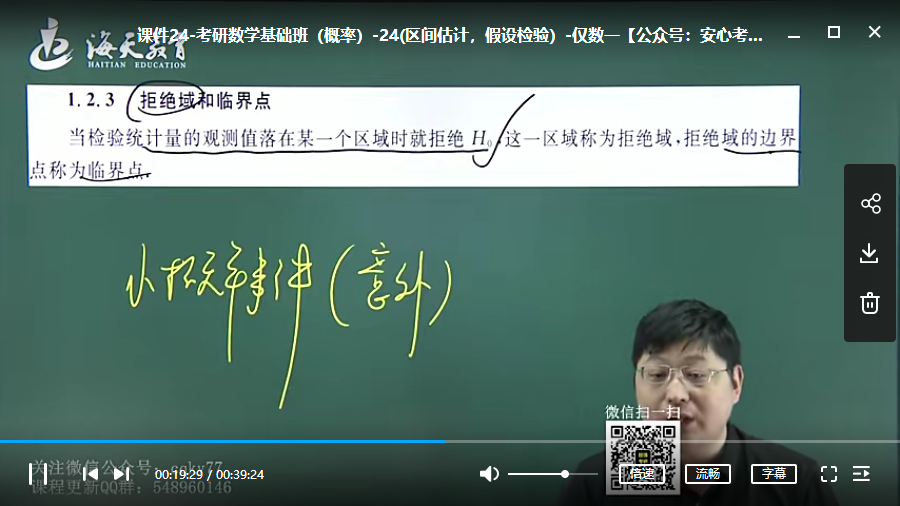 课件24-考研数学基础班（概率）-24(区间估计，假设检验）-仅数一【公众号：安心考...
海天教育
HAITIAN EDUCATION
1.2.3 拒绝域和临界点
当检验统计量的观测值落在某一个区域时就拒绝 H₀,这一区域称为拒绝域,拒绝域的边界
点称为临界点.
小概率事件(意外)
微信扫一扫
关注微信公众号：
00:19:29 / 00:39:24
倍速
流畅
字幕
课程更新QQ群：548960146